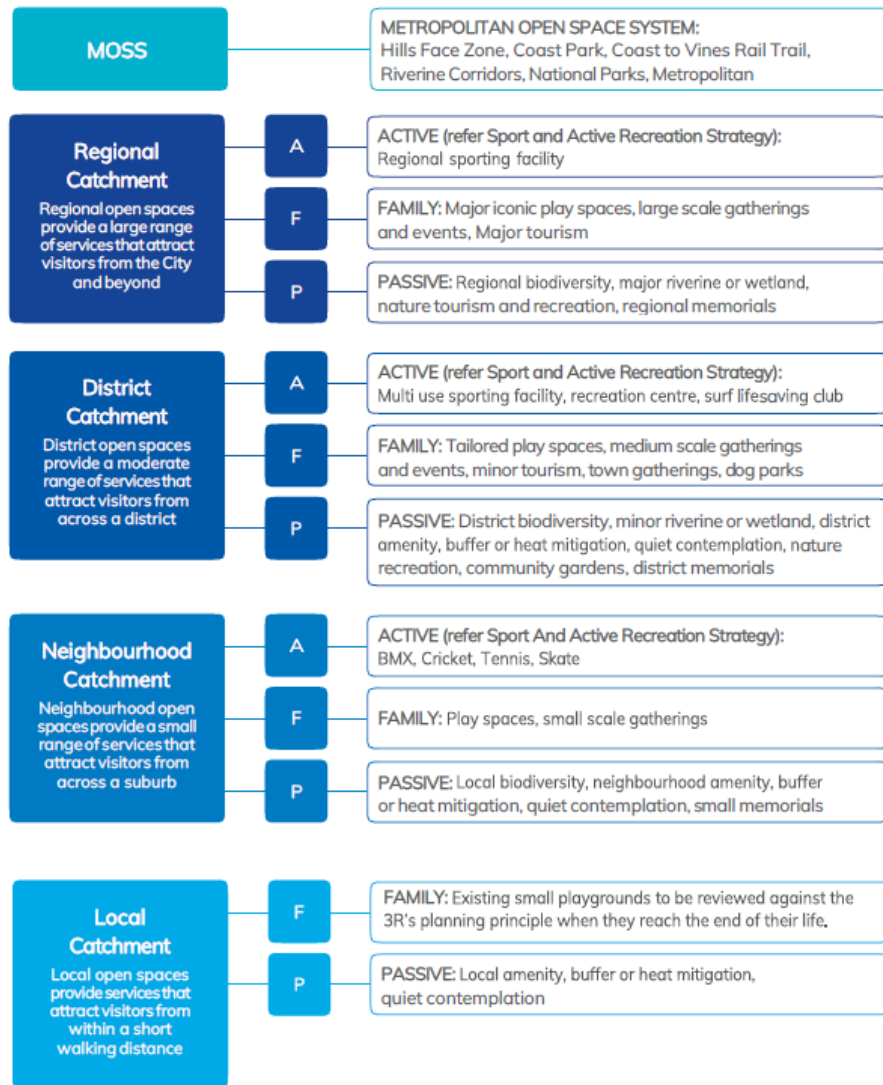 MOSS
METROPOLITAN OPEN SPACE SYSTEM:
Hills Face Zone, Coast Park, Coast to Vines Rail Trail,
Riverine Corridors, National Parks, Metropolitan
Regional
Catchment
Regional open spaces
provide a large range
of services that attract
visitors from the City
and beyond
A
ACTIVE (refer Sport and Active Recreation Strategy):
Regional sporting facility
F
FAMILY: Major iconic play spaces, large scale gatherings
and events, Major tourism
P
PASSIVE: Regional biodiversity, major riverine or wetland,
nature tourism and recreation, regional memorials
District
Catchment
District open spaces
provide a moderate
range of services that
attract visitors from
across a district
A
ACTIVE (refer Sport and Active Recreation Strategy):
Multi use sporting facility, recreation centre, surf lifesaving club
F
FAMILY: Tailored play spaces, medium scale gatherings
and events, minor tourism, town gatherings, dog parks
P
PASSIVE: District biodiversity, minor riverine or wetland, district
amenity, buffer or heat mitigation, quiet contemplation, nature
recreation, community gardens, district memorials
Neighbourhood
Catchment
Neighbourhood open
spaces provide a small
range of services that
attract visitors from
across a suburb
A
ACTIVE (refer Sport And Active Recreation Strategy):
BMX, Cricket, Tennis, Skate
F
FAMILY: Play spaces, small scale gatherings
P
PASSIVE: Local biodiversity, neighbourhood amenity, buffer
or heat mitigation, quiet contemplation, small memorials
Local
Catchment
Local open spaces
provide services that
attract visitors from
within a short
walking distance
F
FAMILY: Existing small playgrounds to be reviewed against the
3R's planning principle when they reach the end of their life.
P
PASSIVE: Local amenity, buffer or heat mitigation,
quiet contemplation